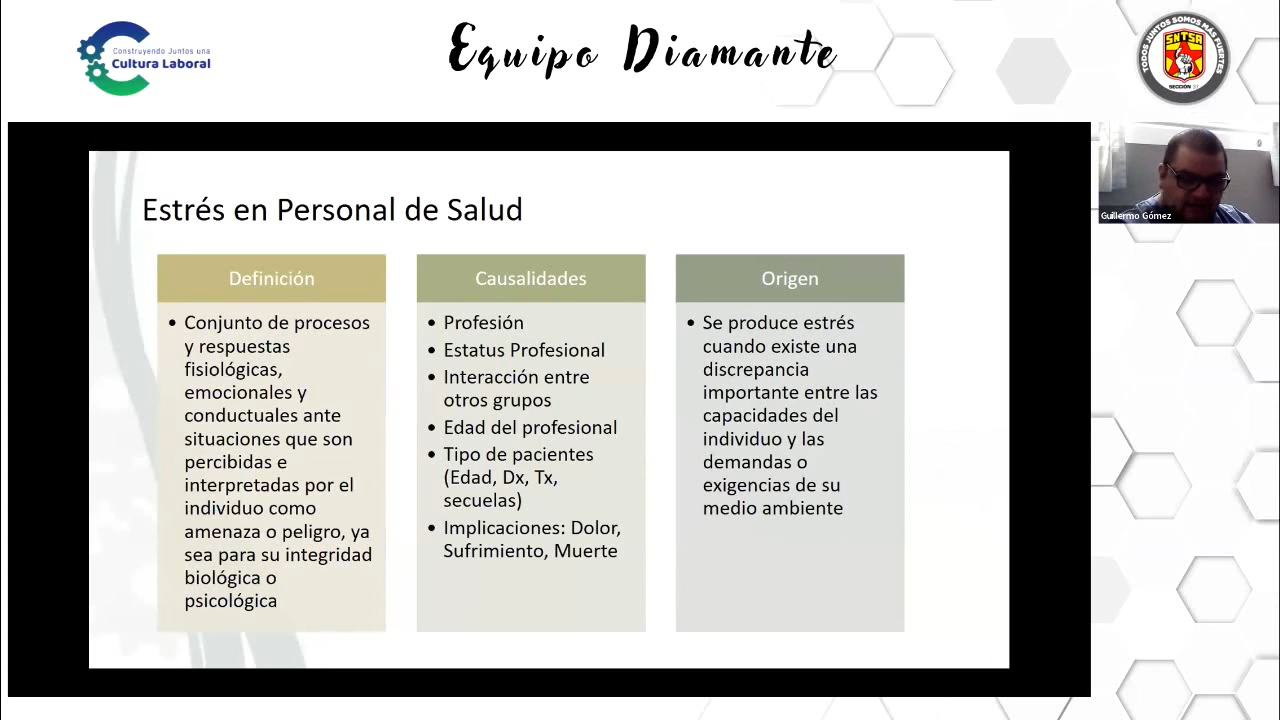 Construyendo Juntos una
Cultura Laboral
Equipo Diamante
TODOS JUNTOS SOMOS MÁS FUERTES
SNTSA
SECCIÓN 37
Guillermo Gómez
Estrés en Personal de Salud
Definición
• Conjunto de procesos
y respuestas
fisiológicas,
emocionales y
conductuales ante
situaciones que son
percibidas e
interpretadas por el
individuo como
amenaza o peligro, ya
sea para su integridad
biológica o
psicológica
Causalidades
• Profesión
• Estatus Profesional
• Interacción entre
otros grupos
• Edad del profesional
• Tipo de pacientes
(Edad, Dx, Tx,
secuelas)
• Implicaciones: Dolor,
Sufrimiento, Muerte
Origen
• Se produce estrés
cuando existe una
discrepancia
importante entre las
capacidades del
individuo y las
demandas o
exigencias de su
medio ambiente